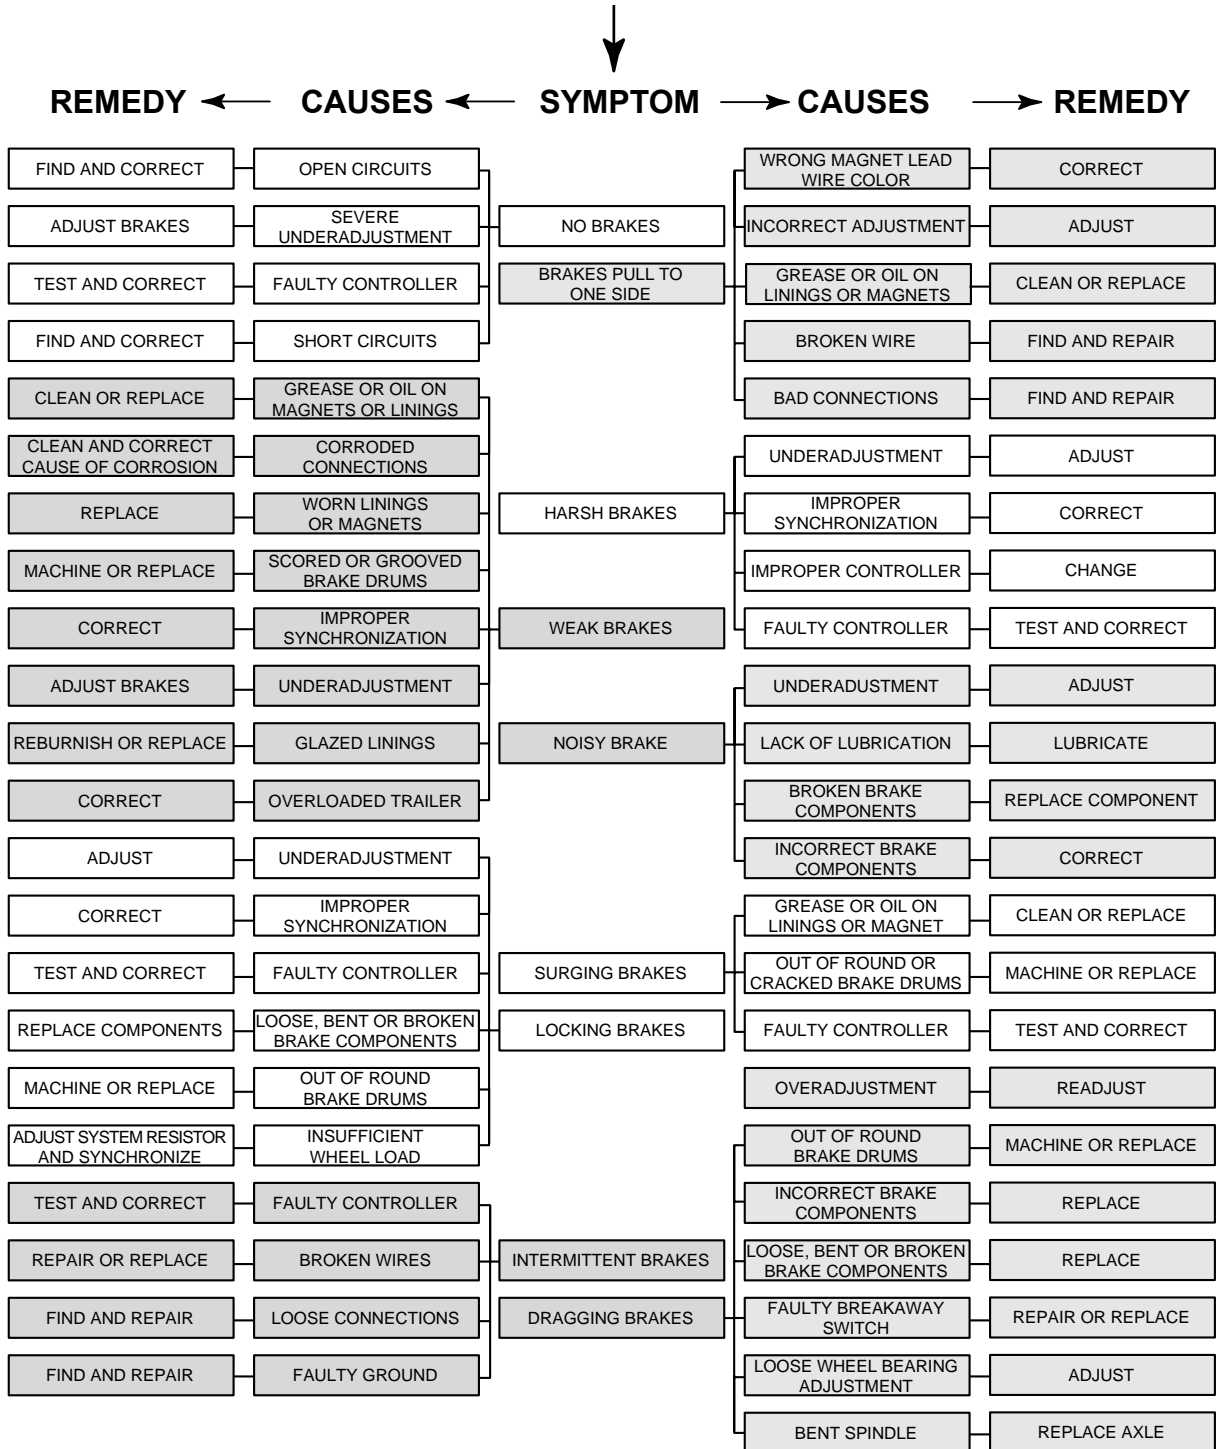 REMEDY CAUSES SYMPTOM CAUSES REMEDY
FIND AND CORRECT
OPEN CIRCUITS
WRONG MAGNET LEAD
WIRE COLOR
CORRECT
ADJUST BRAKES
SEVERE
UNDERADJUSTMENT
NO BRAKES
INCORRECT ADJUSTMENT
ADJUST
TEST AND CORRECT
FAULTY CONTROLLER
BRAKES PULL TO
ONE SIDE
GREASE OR OIL ON
LININGS OR MAGNETS
CLEAN OR REPLACE
FIND AND CORRECT
SHORT CIRCUITS
BROKEN WIRE
FIND AND REPAIR
CLEAN OR REPLACE
GREASE OR OIL ON
MAGNETS OR LININGS
BAD CONNECTIONS
FIND AND REPAIR
CLEAN AND CORRECT
CAUSE OF CORROSION
CORRODED
CONNECTIONS
UNDERADJUSTMENT
ADJUST
REPLACE
WORN LININGS
OR MAGNETS
HARSH BRAKES
IMPROPER
SYNCHRONIZATION
CORRECT
MACHINE OR REPLACE
SCORED OR GROOVED
BRAKE DRUMS
IMPROPER CONTROLLER
CHANGE
CORRECT
IMPROPER
SYNCHRONIZATION
WEAK BRAKES
FAULTY CONTROLLER
TEST AND CORRECT
ADJUST BRAKES
UNDERADJUSTMENT
UNDERADUSTMENT
ADJUST
REBURNISH OR REPLACE
GLAZED LININGS
NOISY BRAKE
LACK OF LUBRICATION
LUBRICATE
CORRECT
OVERLOADED TRAILER
BROKEN BRAKE
COMPONENTS
REPLACE COMPONENT
ADJUST
UNDERADJUSTMENT
INCORRECT BRAKE
COMPONENTS
CORRECT
CORRECT
IMPROPER
SYNCHRONIZATION
GREASE OR OIL ON
LININGS OR MAGNET
CLEAN OR REPLACE
TEST AND CORRECT
FAULTY CONTROLLER
SURGING BRAKES
OUT OF ROUND OR
CRACKED BRAKE DRUMS
MACHINE OR REPLACE
REPLACE COMPONENTS
LOOSE, BENT OR BROKEN
BRAKE COMPONENTS
LOCKING BRAKES
FAULTY CONTROLLER
TEST AND CORRECT
MACHINE OR REPLACE
OUT OF ROUND
BRAKE DRUMS
OVERADJUSTMENT
READJUST
ADJUST SYSTEM RESISTOR
AND SYNCHRONIZE
INSUFFICIENT
WHEEL LOAD
OUT OF ROUND
BRAKE DRUMS
MACHINE OR REPLACE
TEST AND CORRECT
FAULTY CONTROLLER
INCORRECT BRAKE
COMPONENTS
REPLACE
REPAIR OR REPLACE
BROKEN WIRES
INTERMITTENT BRAKES
LOOSE, BENT OR BROKEN
BRAKE COMPONENTS
REPLACE
FIND AND REPAIR
LOOSE CONNECTIONS
DRAGGING BRAKES
FAULTY BREAKAWAY
SWITCH
REPAIR OR REPLACE
FIND AND REPAIR
FAULTY GROUND
LOOSE WHEEL BEARING
ADJUSTMENT
ADJUST
BENT SPINDLE
REPLACE AXLE